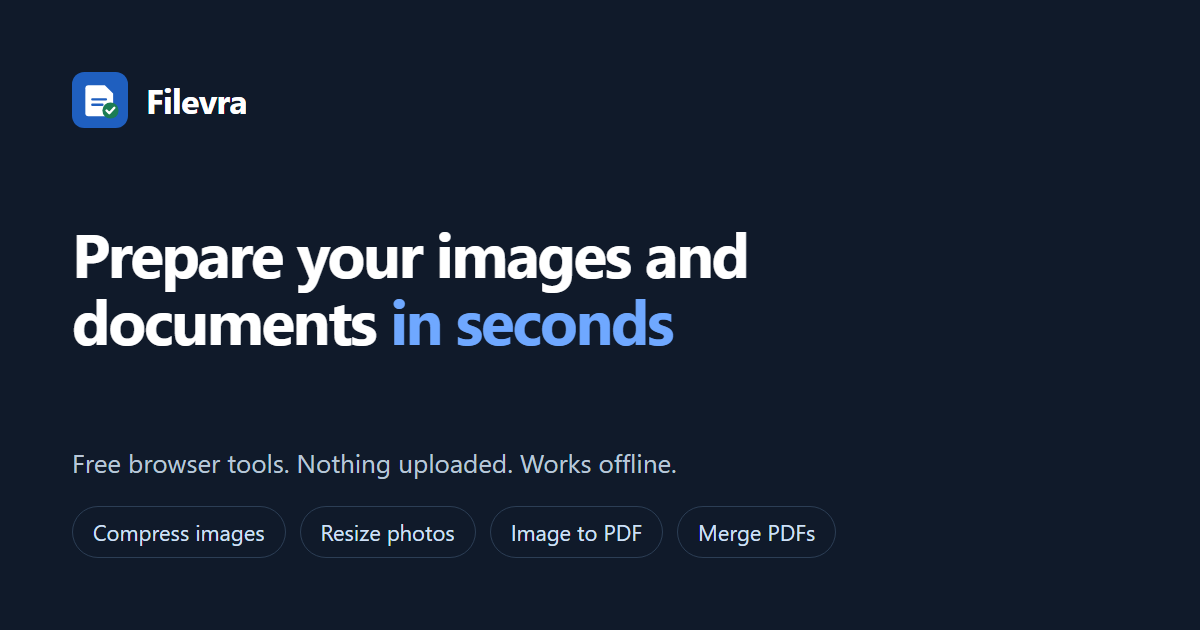 Filevra
Prepare your images and
documents in seconds
Free browser tools. Nothing uploaded. Works offline.
Compress images
Resize photos
Image to PDF
Merge PDFs